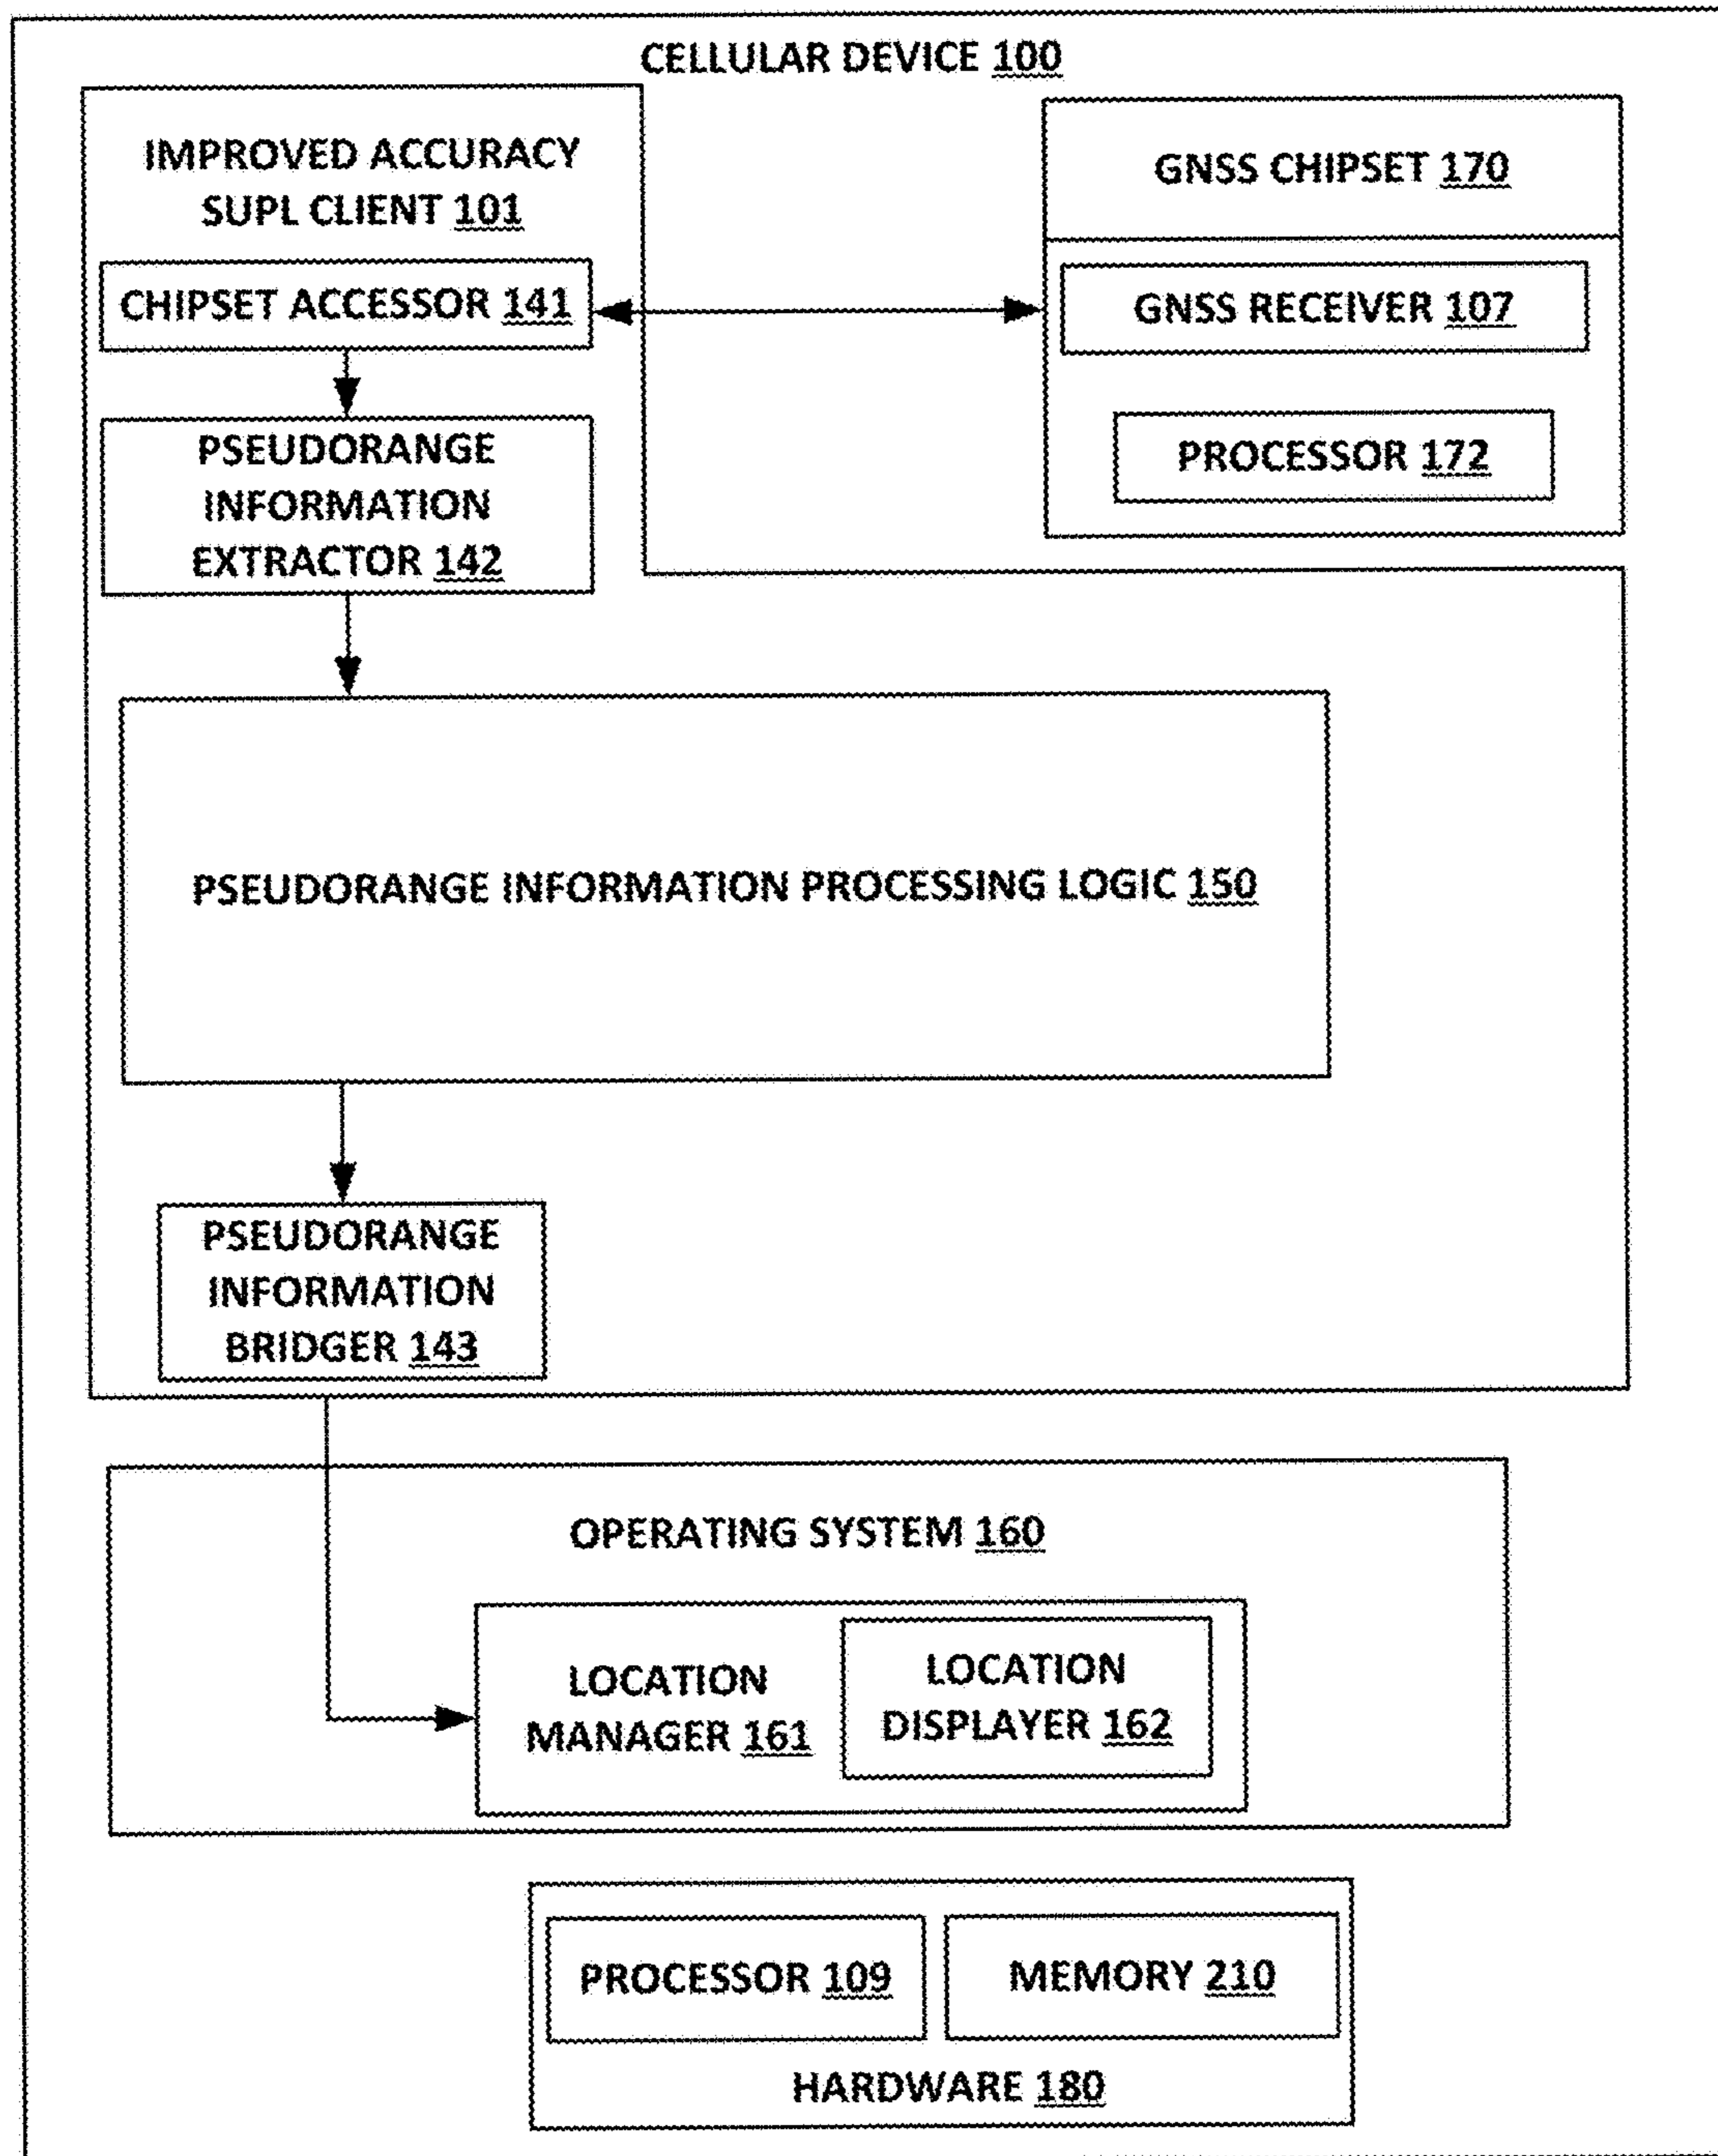 CELLULAR DEVICE 100
IMPROVED ACCURACY
SUPL CLIENT 101
CHIPSET ACCESSOR 141
PSEUDORANGE
INFORMATION
EXTRACTOR 142
GNSS CHIPSET 170
GNSS RECEIVER 107
PROCESSOR 172
PSEUDORANGE INFORMATION PROCESSING LOGIC 150
PSEUDORANGE
INFORMATION
BRIDGER 143
OPERATING SYSTEM 160
LOCATION
MANAGER 161
LOCATION
DISPLAYER 162
PROCESSOR 109
MEMORY 210
HARDWARE 180